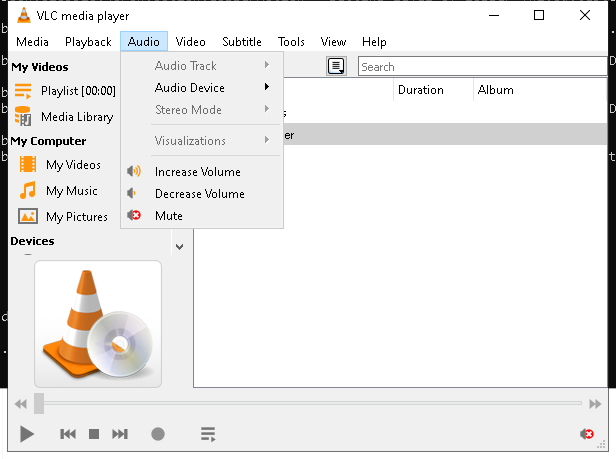 VLC media player
Media Playback Audio Video Subtitle Tools View Help
My Videos
Playlist [00:00]
Media Library
My Computer
My Videos
My Music
My Pictures
Devices
Audio Track
Audio Device
Stereo Mode
Visualizations
Increase Volume
Decrease Volume
Mute
Search
Duration Album